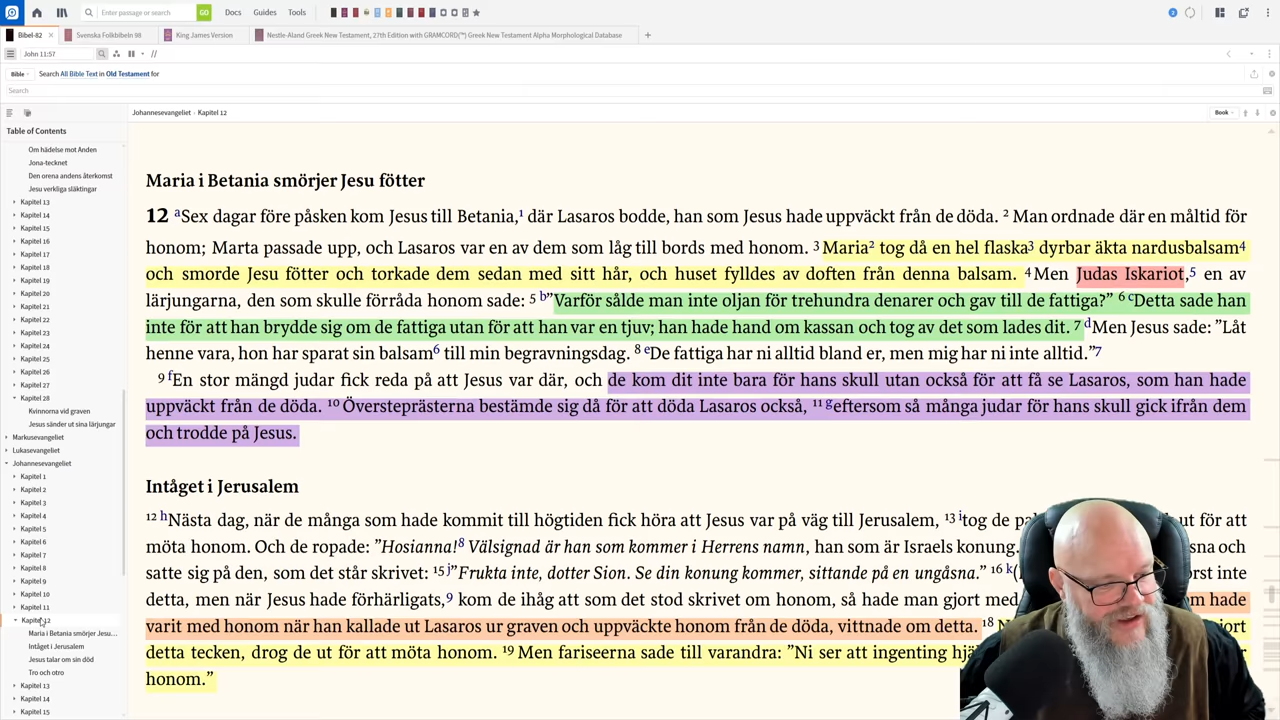 Enter passage or search
GO
Docs
Guides
Tools
2
Bibel-82
Svenska Folkbibeln 98
King James Version
Nestle-Aland Greek New Testament, 27th Edition with GRAMCORD(™) Greek New Testament Alpha Morphological Database
John 11:57
//
Bible
Search All Bible Text in Old Testament for
Search
Johannesevangeliet · Kapitel 12
Book
Table of Contents
Om hädelse mot Anden
Jona-tecknet
Den orena andens återkomst
Jesu verkliga släktingar
Kapitel 13
Kapitel 14
Kapitel 15
Kapitel 16
Kapitel 17
Kapitel 18
Kapitel 19
Kapitel 20
Kapitel 21
Kapitel 22
Kapitel 23
Kapitel 24
Kapitel 25
Kapitel 26
Kapitel 27
Kapitel 28
Kvinnorna vid graven
Jesus sänder ut sina lärjungar
Markusevangeliet
Lukasevangeliet
Johannesevangeliet
Kapitel 1
Kapitel 2
Kapitel 3
Kapitel 4
Kapitel 5
Kapitel 6
Kapitel 7
Kapitel 8
Kapitel 9
Kapitel 10
Kapitel 11
Kapitel 12
Maria i Betania smörjer Jesu...
Intåget i Jerusalem
Jesus talar om sin död
Tro och otro
Kapitel 13
Kapitel 14
Kapitel 15
Maria i Betania smörjer Jesu fötter
12 aSex dagar före påsken kom Jesus till Betania,1 där Lasaros bodde, han som Jesus hade uppväckt från de döda. 2 Man ordnade där en måltid för
honom; Marta passade upp, och Lasaros var en av dem som låg till bords med honom. 3 Maria2 tog då en hel flaska3 dyrbar äkta nardusbalsam4
och smorde Jesu fötter och torkade dem sedan med sitt hår, och huset fylldes av doften från denna balsam. 4 Men Judas Iskariot,5 en av
lärjungarna, den som skulle förråda honom sade: 5 b”Varför sålde man inte oljan för trehundra denarer och gav till de fattiga?” 6 cDetta sade han
inte för att han brydde sig om de fattiga utan för att han var en tjuv; han hade hand om kassan och tog av det som lades dit. 7 dMen Jesus sade: ”Låt
henne vara, hon har sparat sin balsam6 till min begravningsdag. 8 eDe fattiga har ni alltid bland er, men mig har ni inte alltid.”7
9 fEn stor mängd judar fick reda på att Jesus var där, och de kom dit inte bara för hans skull utan också för att få se Lasaros, som han hade
uppväckt från de döda. 10 Översteprästerna bestämde sig då för att döda Lasaros också, 11 geftersom så många judar för hans skull gick ifrån dem
och trodde på Jesus.
Intåget i Jerusalem
12 hNästa dag, när de många som hade kommit till högtiden fick höra att Jesus var på väg till Jerusalem, 13 itog de ut för att
möta honom. Och de ropade: ”Hosianna!8 Välsignad är han som kommer i Herrens namn, han som är Israels konung. och
satte sig på den, som det står skrivet: 15 j”Frukta inte, dotter Sion. Se din konung kommer, sittande på en ungåsna.” 16 k inte
detta, men när Jesus hade förhärligats,9 kom de ihåg att som det stod skrivet om honom, så hade man gjort med hade
varit med honom när han kallade ut Lasaros ur graven och uppväckte honom från de döda, vittnade om detta. 18
detta tecken, drog de ut för att möta honom. 19 Men fariseerna sade till varandra: ”Ni ser att ingenting
honom.”